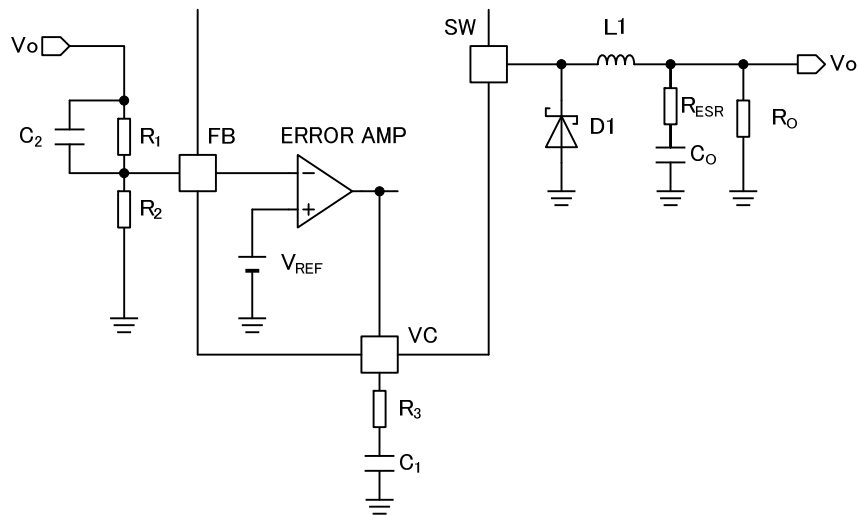 Vo
C2
R1
R2
FB
ERROR AMP
−
+
VREF
VC
R3
C1
SW
L1
D1
RESR
CO
RO
Vo